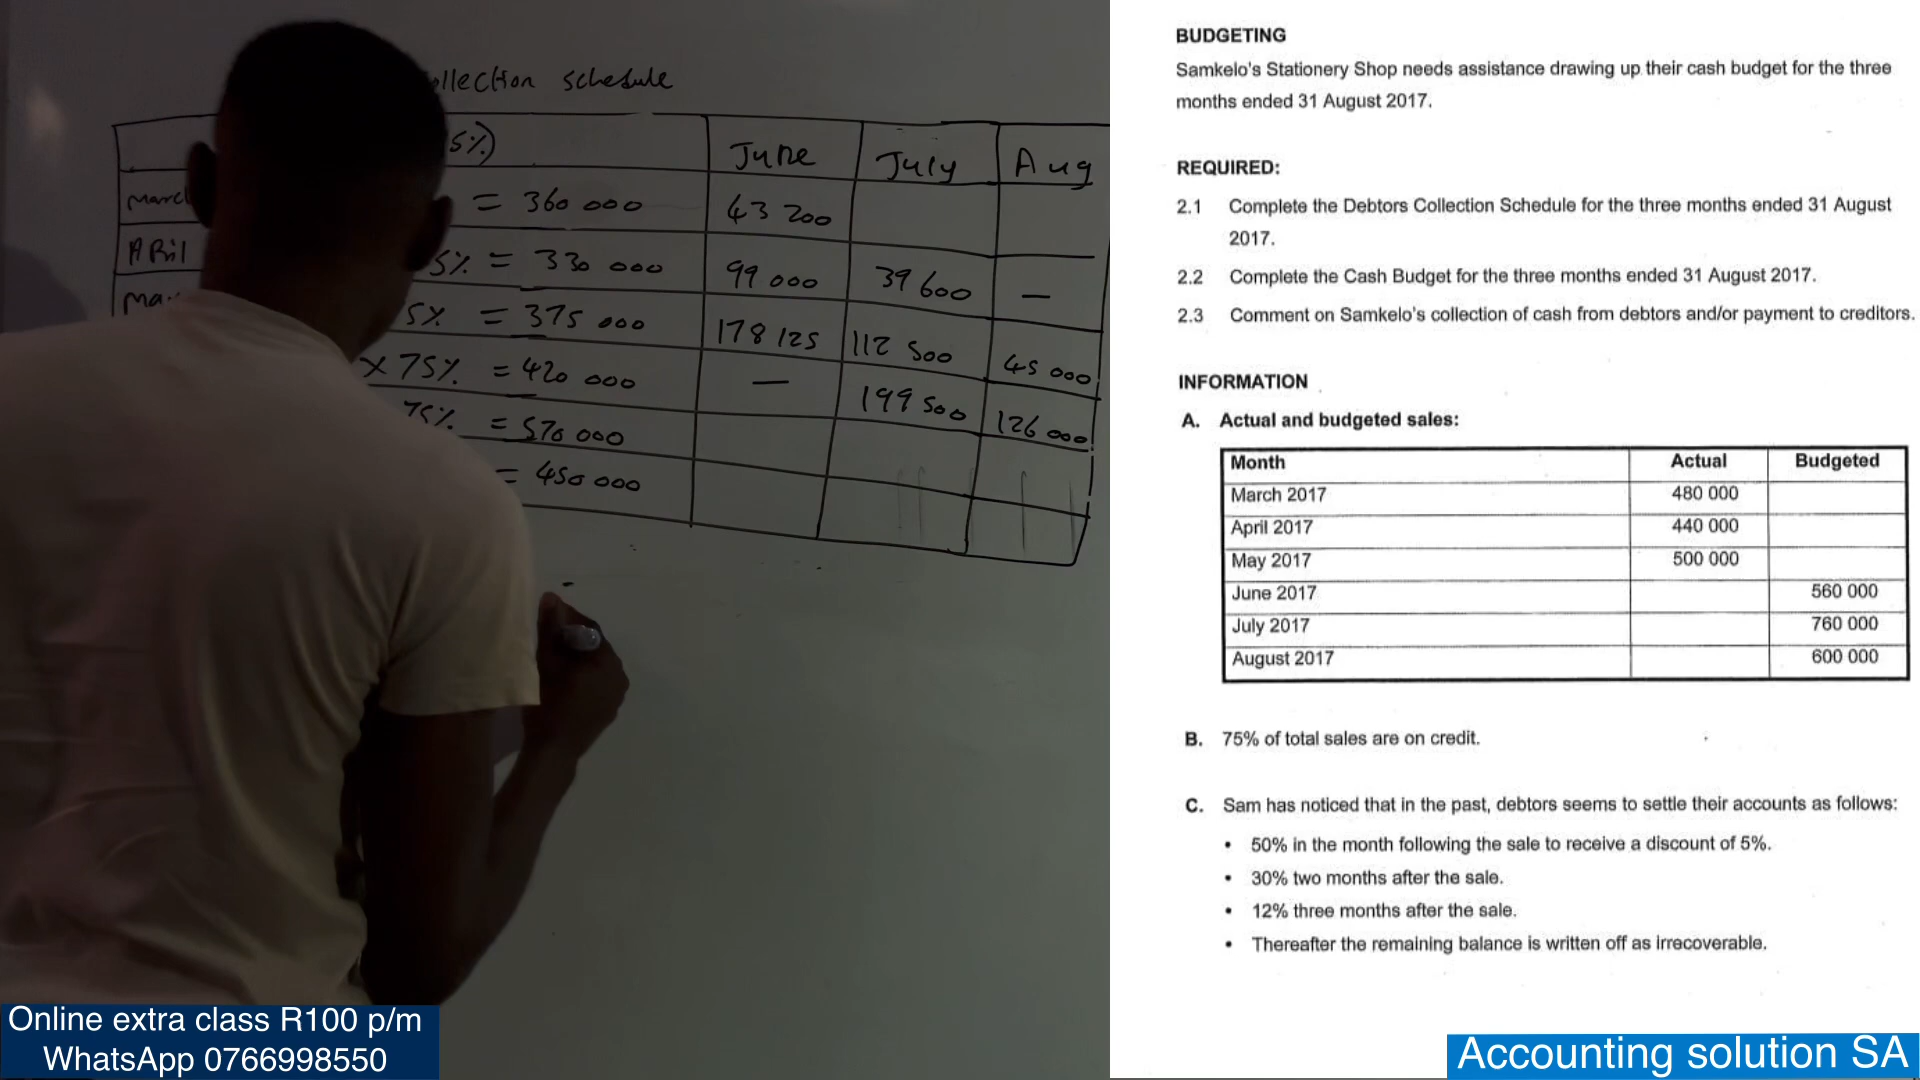 ollection schedule
5%)
June
July
Aug
= 360 000
43 200
April
5% = 330 000
99 000
39 600
—
5% = 375 000
178 125
112 500
45 000
X 75% = 420 000
—
199 500
126 000
75% = 570 000
= 450 000
Online extra class R100 p/m
WhatsApp 0766998550
BUDGETING
Samkelo's Stationery Shop needs assistance drawing up their cash budget for the three
months ended 31 August 2017.
REQUIRED:
2.1 Complete the Debtors Collection Schedule for the three months ended 31 August
2017.
2.2 Complete the Cash Budget for the three months ended 31 August 2017.
2.3 Comment on Samkelo's collection of cash from debtors and/or payment to creditors.
INFORMATION
A. Actual and budgeted sales:
Month Actual Budgeted
March 2017 480 000
April 2017 440 000
May 2017 500 000
June 2017 560 000
July 2017 760 000
August 2017 600 000
B. 75% of total sales are on credit.
C. Sam has noticed that in the past, debtors seems to settle their accounts as follows:
• 50% in the month following the sale to receive a discount of 5%.
• 30% two months after the sale.
• 12% three months after the sale.
• Thereafter the remaining balance is written off as irrecoverable.
Accounting solution SA